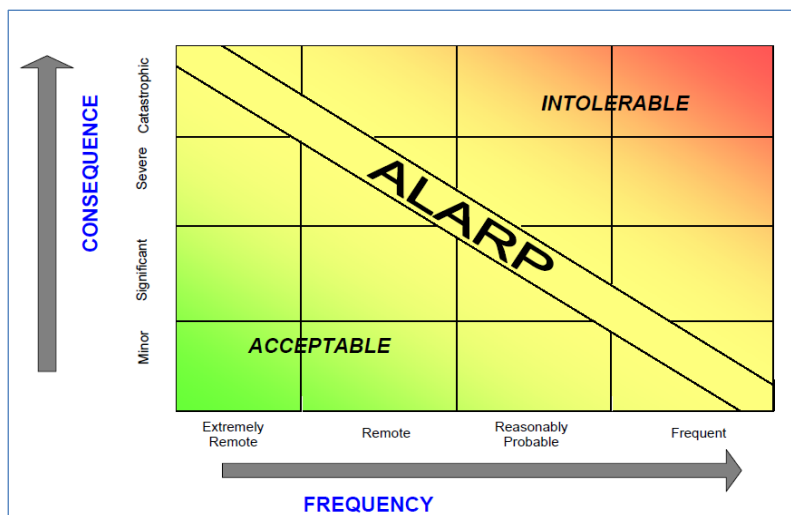 CONSEQUENCE
Catastrophic
Severe
Significant
Minor
INTOLERABLE
ALARP
ACCEPTABLE
Extremely
Remote
Remote
Reasonably
Probable
Frequent
FREQUENCY